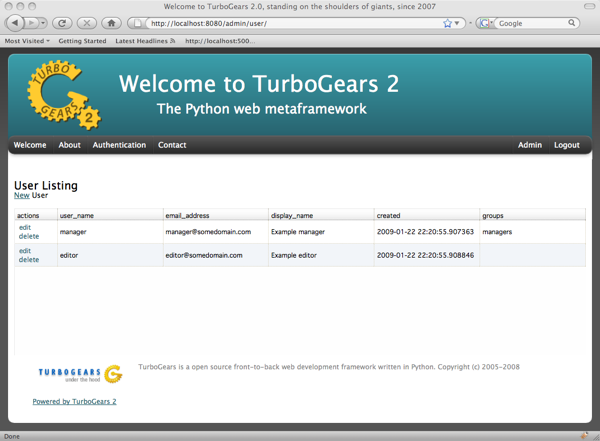 Welcome to TurboGears 2.0, standing on the shoulders of giants, since 2007
http://localhost:8080/admin/user/
Google
Most Visited Getting Started Latest Headlines http://localhost:500...
TURBO GEARS 2
Welcome to TurboGears 2
The Python web metaframework
Welcome About Authentication Contact Admin Logout
User Listing
New User
actions user_name email_address display_name created groups
edit
delete manager manager@somedomain.com Example manager 2009-01-22 22:20:55.907363 managers
edit
delete editor editor@somedomain.com Example editor 2009-01-22 22:20:55.908846
TURBOGEARS
under the hood
TurboGears is a open source front-to-back web development framework written in Python. Copyright (c) 2005-2008
Powered by TurboGears 2
Done